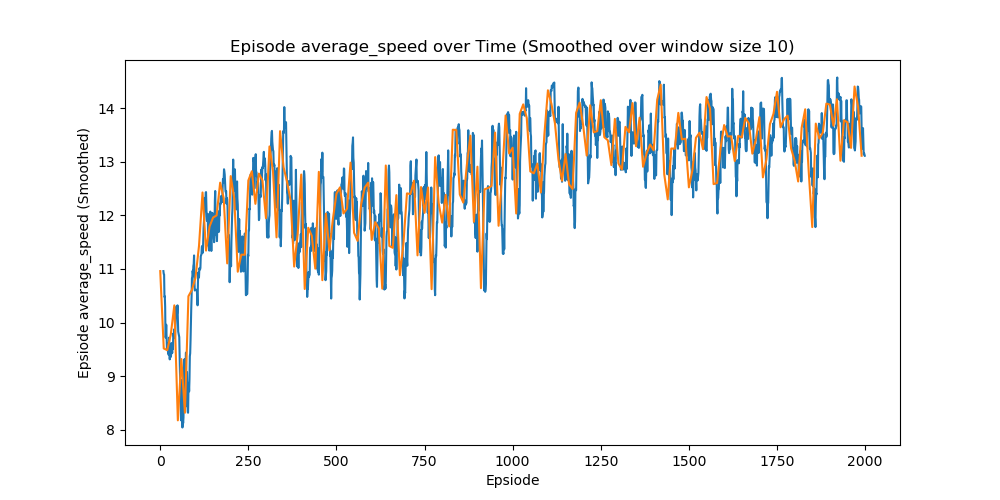 Episode average_speed over Time (Smoothed over window size 10)
Epsiode average_speed (Smoothed)
14
13
12
11
10
9
8
0 250 500 750 1000 1250 1500 1750 2000
Epsiode